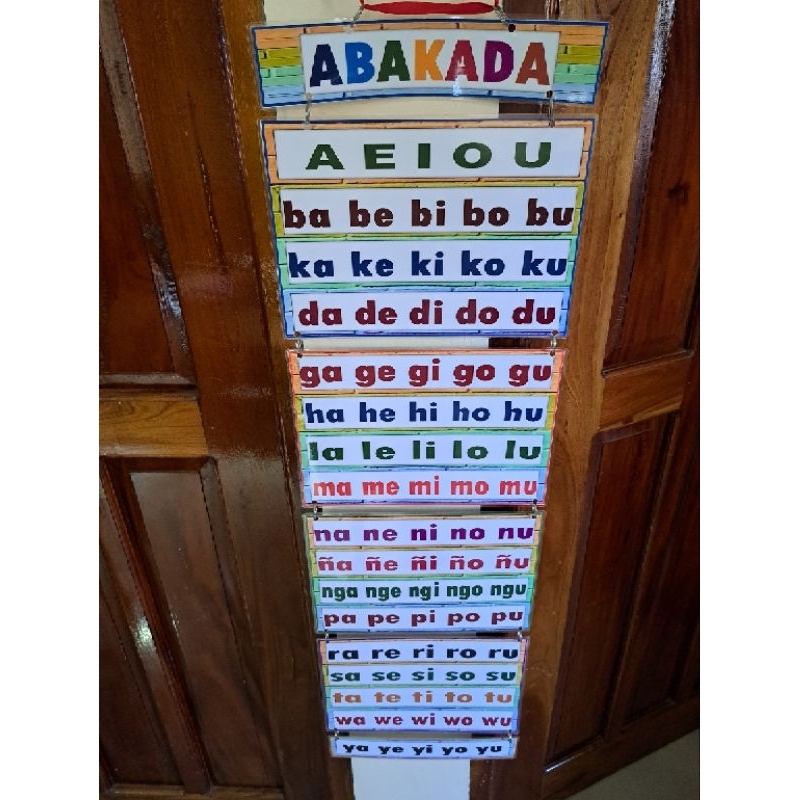 ABAKADA
A E I O U
ba be bi bo bu
ka ke ki ko ku
da de di do du
ga ge gi go gu
ha he hi ho hu
la le li lo lu
ma me mi mo mu
na ne ni no nu
ña ñe ñi ño ñu
nga nge ngi ngo ngu
pa pe pi po pu
ra re ri ro ru
sa se si so su
ta te ti to tu
wa we wi wo wu
ya ye yi yo yu